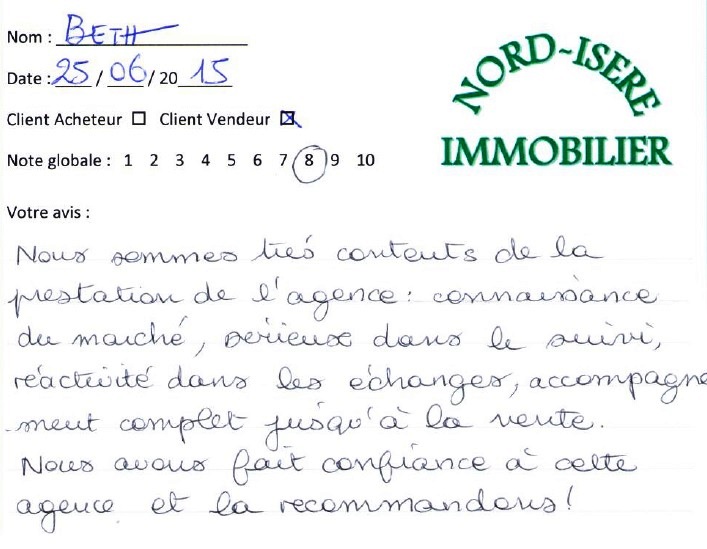 Nom : BETH
Date : 25 / 06 / 20 15
NORD-ISERE
IMMOBILIER
Client Acheteur ☐ Client Vendeur ☒
Note globale : 1 2 3 4 5 6 7 8 9 10
Votre avis :
Nous sommes très contents de la
prestation de l'agence : connaissance
du marché, sérieuse dans le suivi,
réactivité dans les échanges, accompagne
-ment complet jusqu'à la vente.
Nous avons fait confiance à cette
agence et la recommandons !